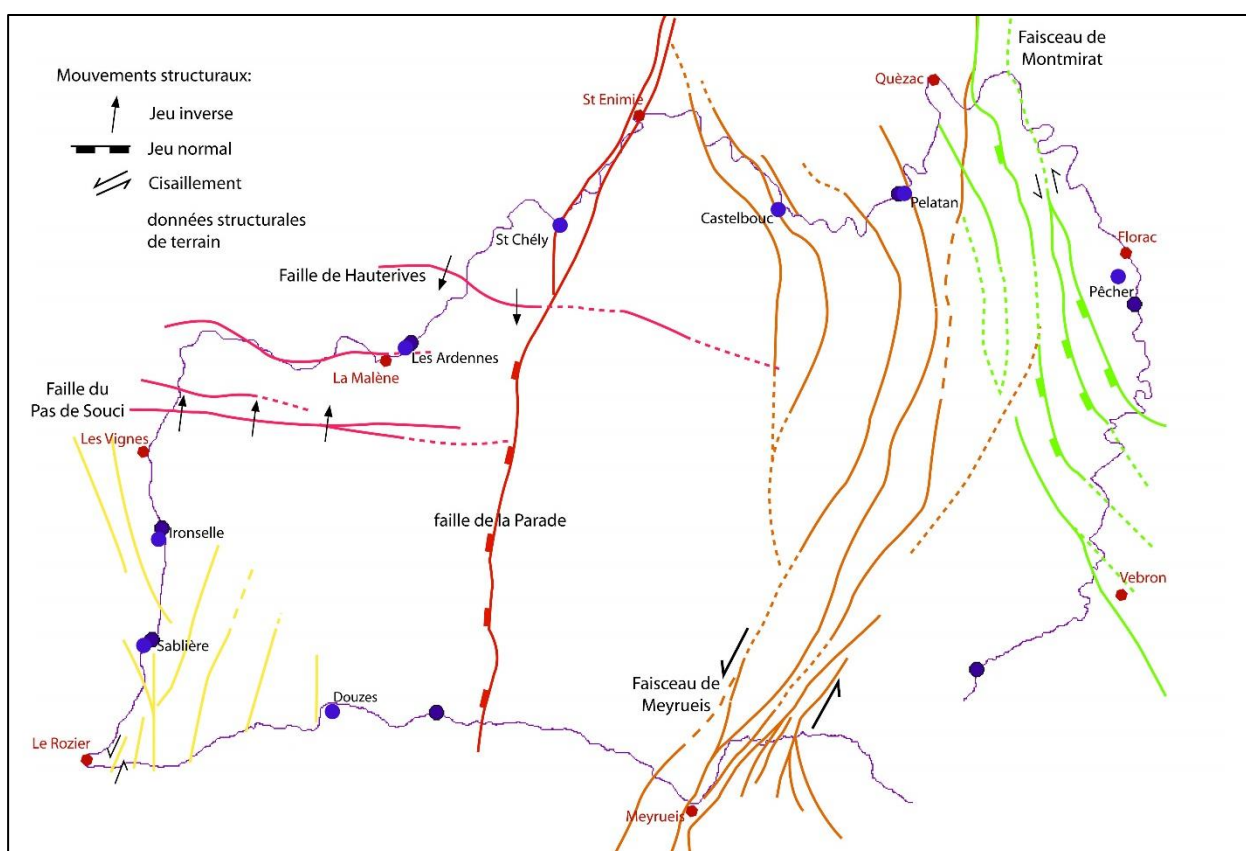 Mouvements structuraux:
Jeu inverse
Jeu normal
Cisaillement
données structurales
de terrain
Faisceau de
Montmirat
Quèzac
St Enimie
Castelbouc
Pelatan
St Chély
Florac
Pêcher
Faille de Hauterives
Les Ardennes
La Malène
Faille du
Pas de Souci
Les Vignes
faille de la Parade
Ironselle
Vebron
Sablière
Faisceau de
Meyrueis
Douzes
Le Rozier
Meyrueis